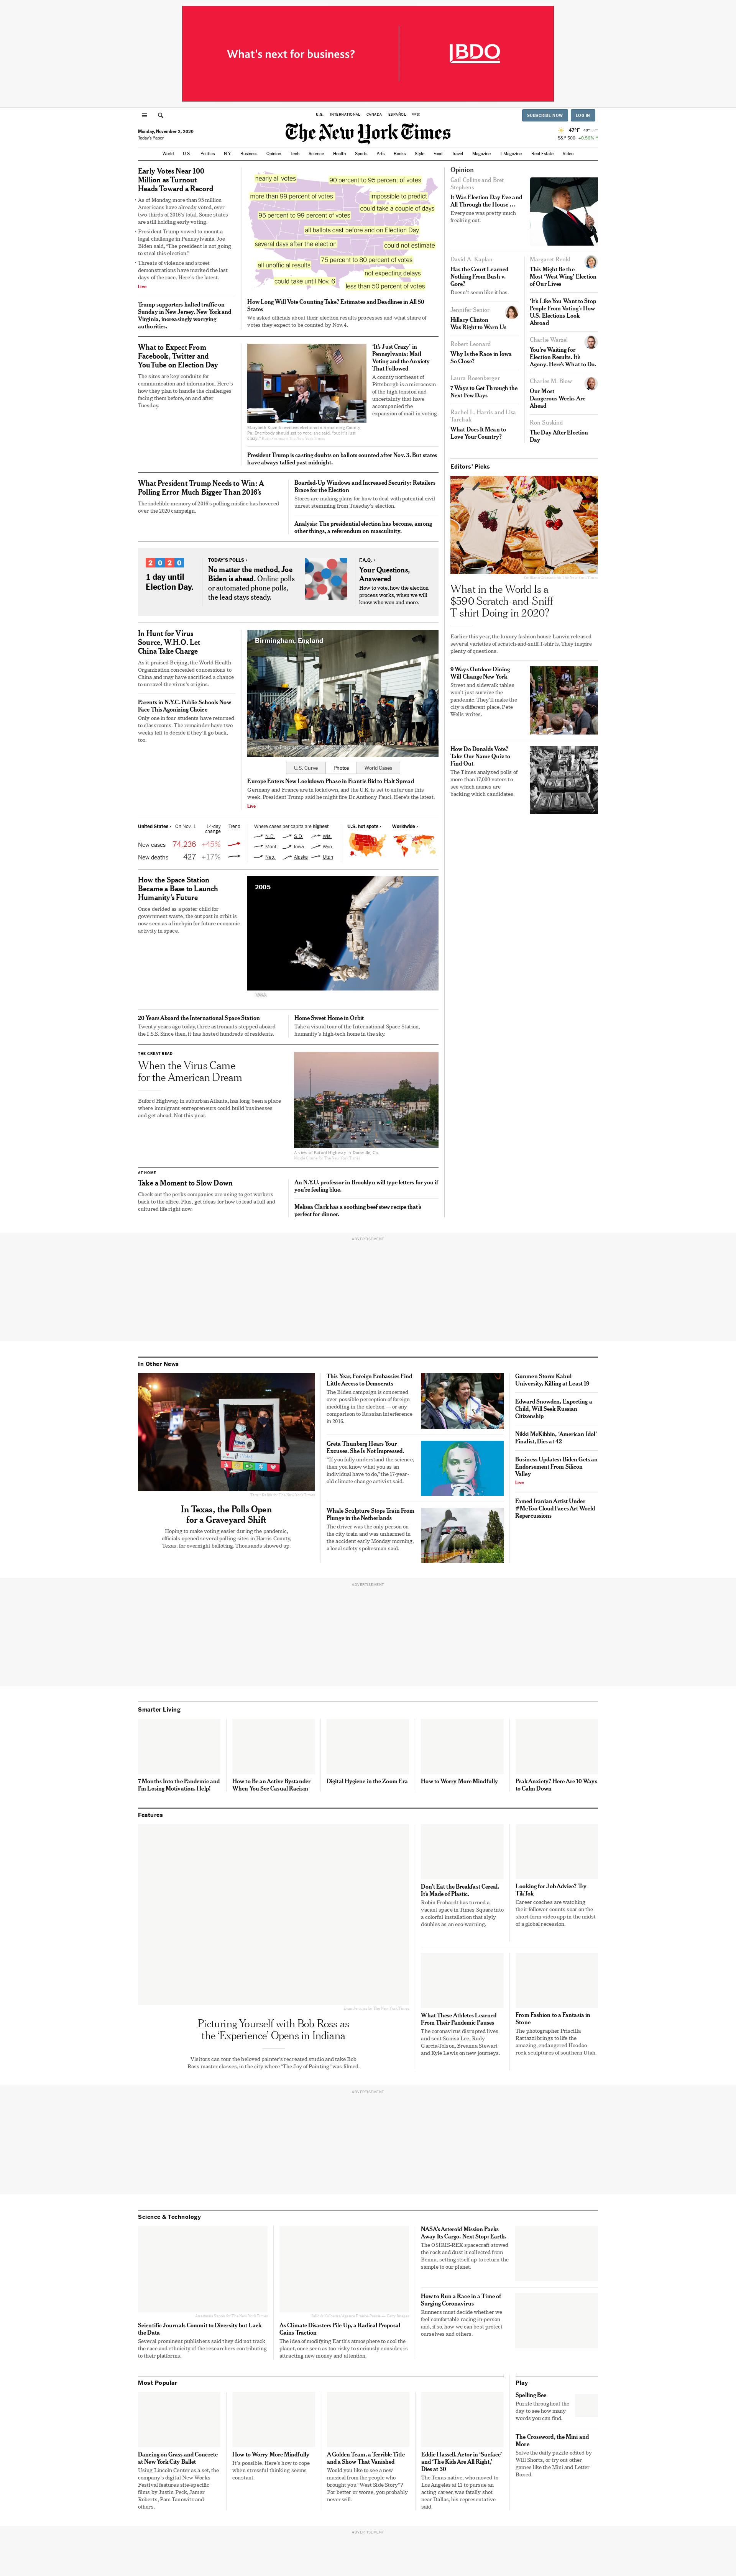 What's next for business?
BDO
U.S.
INTERNATIONAL
CANADA
ESPAÑOL
中文
SUBSCRIBE NOW
LOG IN
Monday, November 2, 2020
Today's Paper
The New York Times
47°F
S&P 500
World
U.S.
Politics
N.Y.
Business
Opinion
Tech
Science
Health
Sports
Arts
Books
Style
Food
Travel
Magazine
T Magazine
Real Estate
Video
Early Votes Near 100
Million as Turnout
Heads Toward a Record
As of Monday, more than 95 million
Americans have already voted, over
two-thirds of 2016's total. Some states
are still holding early voting.
President Trump vowed to mount a
legal challenge in Pennsylvania. Joe
Biden said, "The president is not going
to steal this election."
Threats of violence and street
demonstrations have marked the last
days of the race. Here's the latest.
Live
Trump supporters halted traffic on
Sunday in New Jersey, New York and
Virginia, increasingly worrying
authorities.
nearly all votes
90 percent to 95 percent of votes
more than 99 percent of votes
impossible to predict
could take a couple of days
95 percent to 99 percent of votes
all ballots cast before and on Election Day
several days after the election
could not estimate
75 percent to 80 percent of votes
all unofficial results
not expecting delays
could take until Nov. 6
less than 50 percent of votes
How Long Will Vote Counting Take? Estimates and Deadlines in All 50
States
We asked officials about their election results processes and what share of
votes they expect to be counted by Nov. 4.
What to Expect From
Facebook, Twitter and
YouTube on Election Day
The sites are key conduits for
communication and information. Here's
how they plan to handle the challenges
facing them before, on and after
Tuesday.
'It's Just Crazy' in
Pennsylvania: Mail
Voting and the Anxiety
That Followed
A county northeast of
Pittsburgh is a microcosm
of the high tension and
uncertainty that have
accompanied the
expansion of mail-in voting.
President Trump is casting doubts on ballots counted after Nov. 3. But states
have always tallied past midnight.
What President Trump Needs to Win: A
Polling Error Much Bigger Than 2016's
The indelible memory of 2016's polling misfire has hovered
over the 2020 campaign.
Boarded-Up Windows and Increased Security: Retailers
Brace for the Election
Stores are making plans for how to deal with potential civil
unrest stemming from Tuesday's election.
Analysis: The presidential election has become, among
other things, a referendum on masculinity.
2020
1 day until
Election Day.
TODAY'S POLLS ›
No matter the method, Joe
Biden is ahead. Online polls
or automated phone polls,
the lead stays steady.
F.A.Q. ›
Your Questions,
Answered
How to vote, how the election
process works, when we will
know who won and more.
In Hunt for Virus
Source, W.H.O. Let
China Take Charge
As it praised Beijing, the World Health
Organization concealed concessions to
China and may have sacrificed a chance
to unravel the virus's origins.
Parents in N.Y.C. Public Schools Now
Face This Agonizing Choice
Only one in four students have returned
to classrooms. The remainder have two
weeks left to decide if they'll go back,
too.
Birmingham, England
U.S. Curve
Photos
World Cases
Europe Enters New Lockdown Phase in Frantic Bid to Halt Spread
Germany and France are in lockdown, and the U.K. is set to enter one this
week. President Trump said he might fire Dr. Anthony Fauci. Here's the latest.
Live
United States ›
On Nov. 1
14-day
change
Trend
New cases
74,236
+45%
New deaths
427
+17%
Where cases per capita are highest
N.D.
S.D.
Wis.
Mont.
Iowa
Wyo.
Neb.
Alaska
Utah
U.S. hot spots ›
Worldwide ›
How the Space Station
Became a Base to Launch
Humanity's Future
Once derided as a poster child for
government waste, the outpost in orbit is
now seen as a linchpin for future economic
activity in space.
2005
NASA
20 Years Aboard the International Space Station
Twenty years ago today, three astronauts stepped aboard
the I.S.S. Since then, it has hosted hundreds of residents.
Home Sweet Home in Orbit
Take a visual tour of the International Space Station,
humanity's high-tech home in the sky.
THE GREAT READ
When the Virus Came
for the American Dream
Buford Highway, in suburban Atlanta, has long been a place
where immigrant entrepreneurs could build businesses
and get ahead. Not this year.
A view of Buford Highway in Doraville, Ga.
AT HOME
Take a Moment to Slow Down
Check out the perks companies are using to get workers
back to the office. Plus, get ideas for how to lead a full and
cultured life right now.
An N.Y.U. professor in Brooklyn will type letters for you if
you're feeling blue.
Melissa Clark has a soothing beef stew recipe that's
perfect for dinner.
Opinion
Gail Collins and Bret
Stephens
It Was Election Day Eve and
All Through the House …
Everyone was pretty much
freaking out.
David A. Kaplan
Has the Court Learned
Nothing From Bush v.
Gore?
Doesn't seem like it has.
Jennifer Senior
Hillary Clinton
Was Right to Warn Us
Robert Leonard
Why Is the Race in Iowa
So Close?
Laura Rosenberger
7 Ways to Get Through the
Next Few Days
Rachel L. Harris and Lisa
Tarchak
What Does It Mean to
Love Your Country?
Margaret Renkl
This Might Be the
Most 'West Wing' Election
of Our Lives
'It's Like You Want to Stop
People From Voting': How
U.S. Elections Look
Abroad
Charlie Warzel
You're Waiting for
Election Results. It's
Agony. Here's What to Do.
Charles M. Blow
Our Most
Dangerous Weeks Are
Ahead
Ron Suskind
The Day After Election
Day
Editors' Picks
What in the World Is a
$590 Scratch-and-Sniff
T-shirt Doing in 2020?
Earlier this year, the luxury fashion house Lanvin released
several varieties of scratch-and-sniff T-shirts. They inspire
plenty of questions.
9 Ways Outdoor Dining
Will Change New York
Street and sidewalk tables
won't just survive the
pandemic. They'll make the
city a different place, Pete
Wells writes.
How Do Donalds Vote?
Take Our Name Quiz to
Find Out
The Times analyzed polls of
more than 17,000 voters to
see which names are
backing which candidates.
ADVERTISEMENT
In Other News
In Texas, the Polls Open
for a Graveyard Shift
Hoping to make voting easier during the pandemic,
officials opened several polling sites in Harris County,
Texas, for overnight balloting. Thousands showed up.
This Year, Foreign Embassies Find
Little Access to Democrats
The Biden campaign is concerned
over possible perception of foreign
meddling in the election — or any
comparison to Russian interference
in 2016.
Greta Thunberg Hears Your
Excuses. She Is Not Impressed.
"If you fully understand the science,
then you know what you as an
individual have to do," the 17-year-
old climate change activist said.
Whale Sculpture Stops Train From
Plunge in the Netherlands
The driver was the only person on
the city train and was unharmed in
the accident early Monday morning,
a local safety spokesman said.
Gunmen Storm Kabul
University, Killing at Least 19
Edward Snowden, Expecting a
Child, Will Seek Russian
Citizenship
Nikki McKibbin, 'American Idol'
Finalist, Dies at 42
Business Updates: Biden Gets an
Endorsement From Silicon
Valley
Live
Famed Iranian Artist Under
#MeToo Cloud Faces Art World
Repercussions
ADVERTISEMENT
Smarter Living
7 Months Into the Pandemic and
I'm Losing Motivation. Help!
How to Be an Active Bystander
When You See Casual Racism
Digital Hygiene in the Zoom Era
How to Worry More Mindfully
Peak Anxiety? Here Are 10 Ways
to Calm Down
Features
Picturing Yourself with Bob Ross as
the 'Experience' Opens in Indiana
Visitors can tour the beloved painter's recreated studio and take Bob
Ross master classes, in the city where "The Joy of Painting" was filmed.
Don't Eat the Breakfast Cereal.
It's Made of Plastic.
Robin Frohardt has turned a
vacant space in Times Square into
a colorful installation that slyly
doubles as an eco-warning.
Looking for Job Advice? Try
TikTok
Career coaches are watching
their follower counts soar on the
short-form video app in the midst
of a global recession.
What These Athletes Learned
From Their Pandemic Pauses
The coronavirus disrupted lives
and sent Sunisa Lee, Rudy
Garcia-Tolson, Breanna Stewart
and Kyle Lewis on new journeys.
From Fashion to a Fantasia in
Stone
The photographer Priscilla
Rattazzi brings to life the
amazing, endangered Hoodoo
rock sculptures of southern Utah.
ADVERTISEMENT
Science & Technology
Scientific Journals Commit to Diversity but Lack
the Data
Several prominent publishers said they did not track
the race and ethnicity of the researchers contributing
to their platforms.
As Climate Disasters Pile Up, a Radical Proposal
Gains Traction
The idea of modifying Earth's atmosphere to cool the
planet, once seen as too risky to seriously consider, is
attracting new money and attention.
NASA's Asteroid Mission Packs
Away Its Cargo. Next Stop: Earth.
The OSIRIS-REX spacecraft stowed
the rock and dust it collected from
Bennu, setting itself up to return the
sample to our planet.
How to Run a Race in a Time of
Surging Coronavirus
Runners must decide whether we
feel comfortable racing in-person
and, if so, how we can best protect
ourselves and others.
Most Popular
Dancing on Grass and Concrete
at New York City Ballet
Using Lincoln Center as a set, the
company's digital New Works
Festival features site-specific
films by Justin Peck, Jamar
Roberts, Pam Tanowitz and
others.
How to Worry More Mindfully
It's possible. Here's how to cope
when stressful thinking seems
constant.
A Golden Team, a Terrible Title
and a Show That Vanished
Would you like to see a new
musical from the people who
brought you "West Side Story"?
For better or worse, you probably
never will.
Eddie Hassell, Actor in 'Surface'
and 'The Kids Are All Right,'
Dies at 30
The Texas native, who moved to
Los Angeles at 11 to pursue an
acting career, was fatally shot
near Dallas, his representative
said.
Play
Spelling Bee
Puzzle throughout the
day to see how many
words you can find.
The Crossword, the Mini and
More
Solve the daily puzzle edited by
Will Shortz, or try out other
games like the Mini and Letter
Boxed.
ADVERTISEMENT